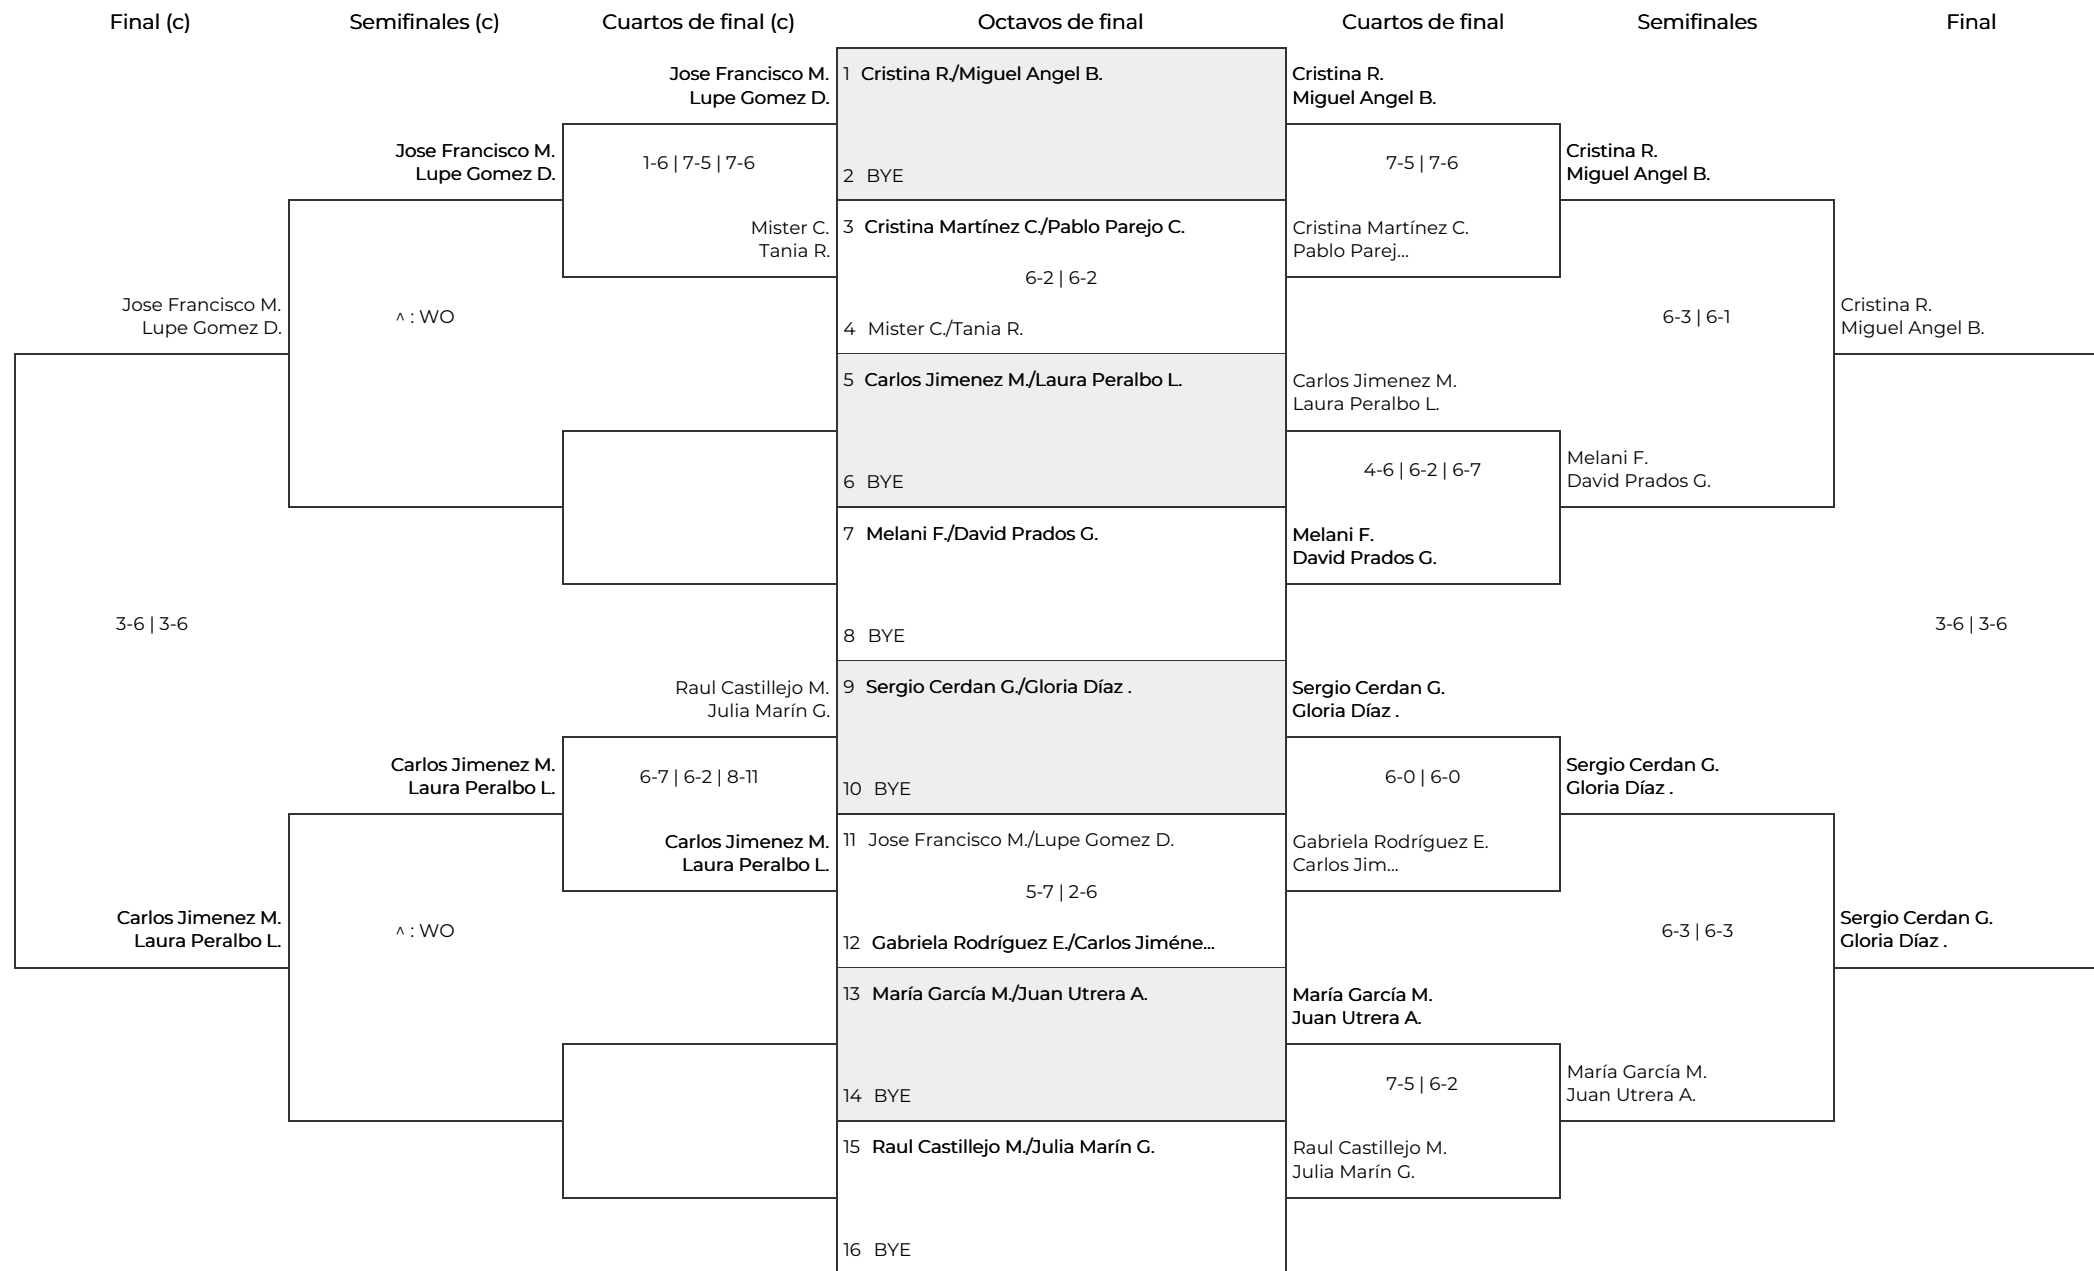 Final (c)
Semifinales (c)
Cuartos de final (c)
Octavos de final
Cuartos de final
Semifinales
Final
Jose Francisco M.
Lupe Gomez D.
3-6 | 3-6
Carlos Jimenez M.
Laura Peralbo L.
Jose Francisco M.
Lupe Gomez D.
^ : WO
Carlos Jimenez M.
Laura Peralbo L.
^ : WO
Jose Francisco M.
Lupe Gomez D.
1-6 | 7-5 | 7-6
Mister C.
Tania R.
Raul Castillejo M.
Julia Marín G.
6-7 | 6-2 | 8-11
Carlos Jimenez M.
Laura Peralbo L.
1 Cristina R./Miguel Angel B.
2 BYE
3 Cristina Martínez C./Pablo Parejo C.
6-2 | 6-2
4 Mister C./Tania R.
5 Carlos Jimenez M./Laura Peralbo L.
6 BYE
7 Melani F./David Prados G.
8 BYE
9 Sergio Cerdan G./Gloria Díaz .
10 BYE
11 Jose Francisco M./Lupe Gomez D.
5-7 | 2-6
12 Gabriela Rodríguez E./Carlos Jiméne...
13 María García M./Juan Utrera A.
14 BYE
15 Raul Castillejo M./Julia Marín G.
16 BYE
Cristina R.
Miguel Angel B.
7-5 | 7-6
Cristina Martínez C.
Pablo Parej...
Carlos Jimenez M.
Laura Peralbo L.
4-6 | 6-2 | 6-7
Melani F.
David Prados G.
Sergio Cerdan G.
Gloria Díaz .
6-0 | 6-0
Gabriela Rodríguez E.
Carlos Jim...
María García M.
Juan Utrera A.
7-5 | 6-2
Raul Castillejo M.
Julia Marín G.
Cristina R.
Miguel Angel B.
6-3 | 6-1
Melani F.
David Prados G.
Sergio Cerdan G.
Gloria Díaz .
6-3 | 6-3
María García M.
Juan Utrera A.
Cristina R.
Miguel Angel B.
3-6 | 3-6
Sergio Cerdan G.
Gloria Díaz .